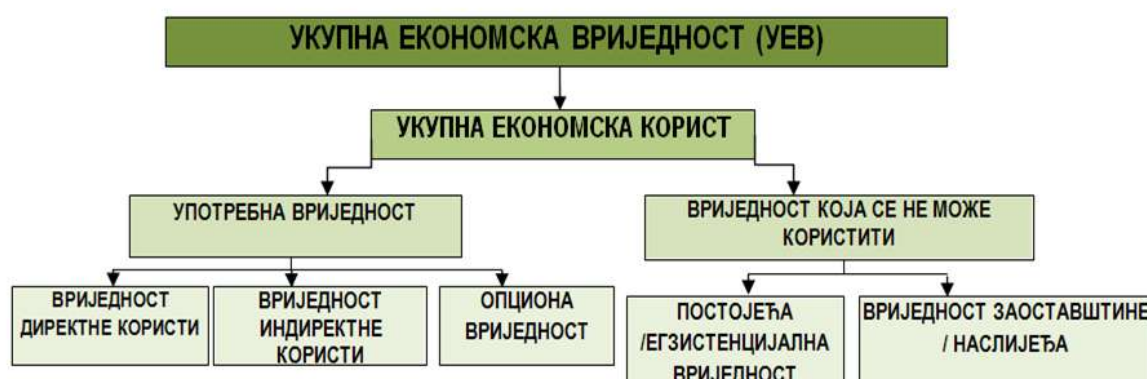 УКУПНА ЕКОНОМСКА ВРИЈЕДНОСТ (УЕВ)
УКУПНА ЕКОНОМСКА КОРИСТ
УПОТРЕБНА ВРИЈЕДНОСТ
ВРИЈЕДНОСТ КОЈА СЕ НЕ МОЖЕ
КОРИСТИТИ
ВРИЈЕДНОСТ
ДИРЕКТНЕ КОРИСТИ
ВРИЈЕДНОСТ
ИНДИРЕКТНЕ
КОРИСТИ
ОПЦИОНА
ВРИЈЕДНОСТ
ПОСТОЈЕЋА
/ЕГЗИСТЕНЦИЈАЛНА
ВРИЈЕДНОСТ
ВРИЈЕДНОСТ ЗАОСТАВШТИНЕ
/ НАСЛИЈЕЂА